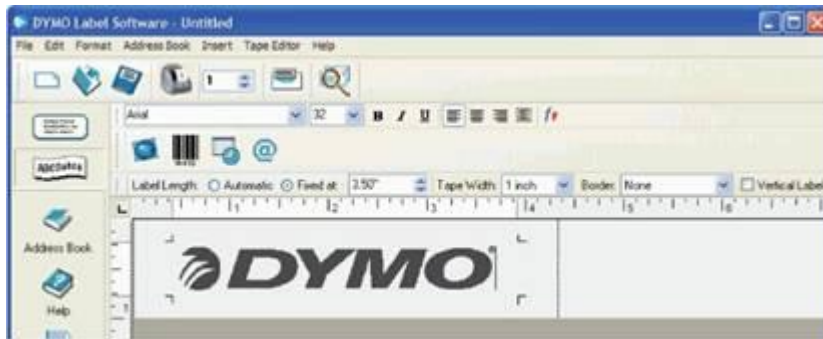 DYMO Label Software - Untitled
File Edit Format Address Book Insert Tape Editor Help
1
Arial 32 B I U
ABCDabcd
Label Length: Automatic Fixed at: 3.50" Tape Width: 1 inch Border: None Vertical Label
1 2 3 4 5 6
Address Book
DYMO
Help
1